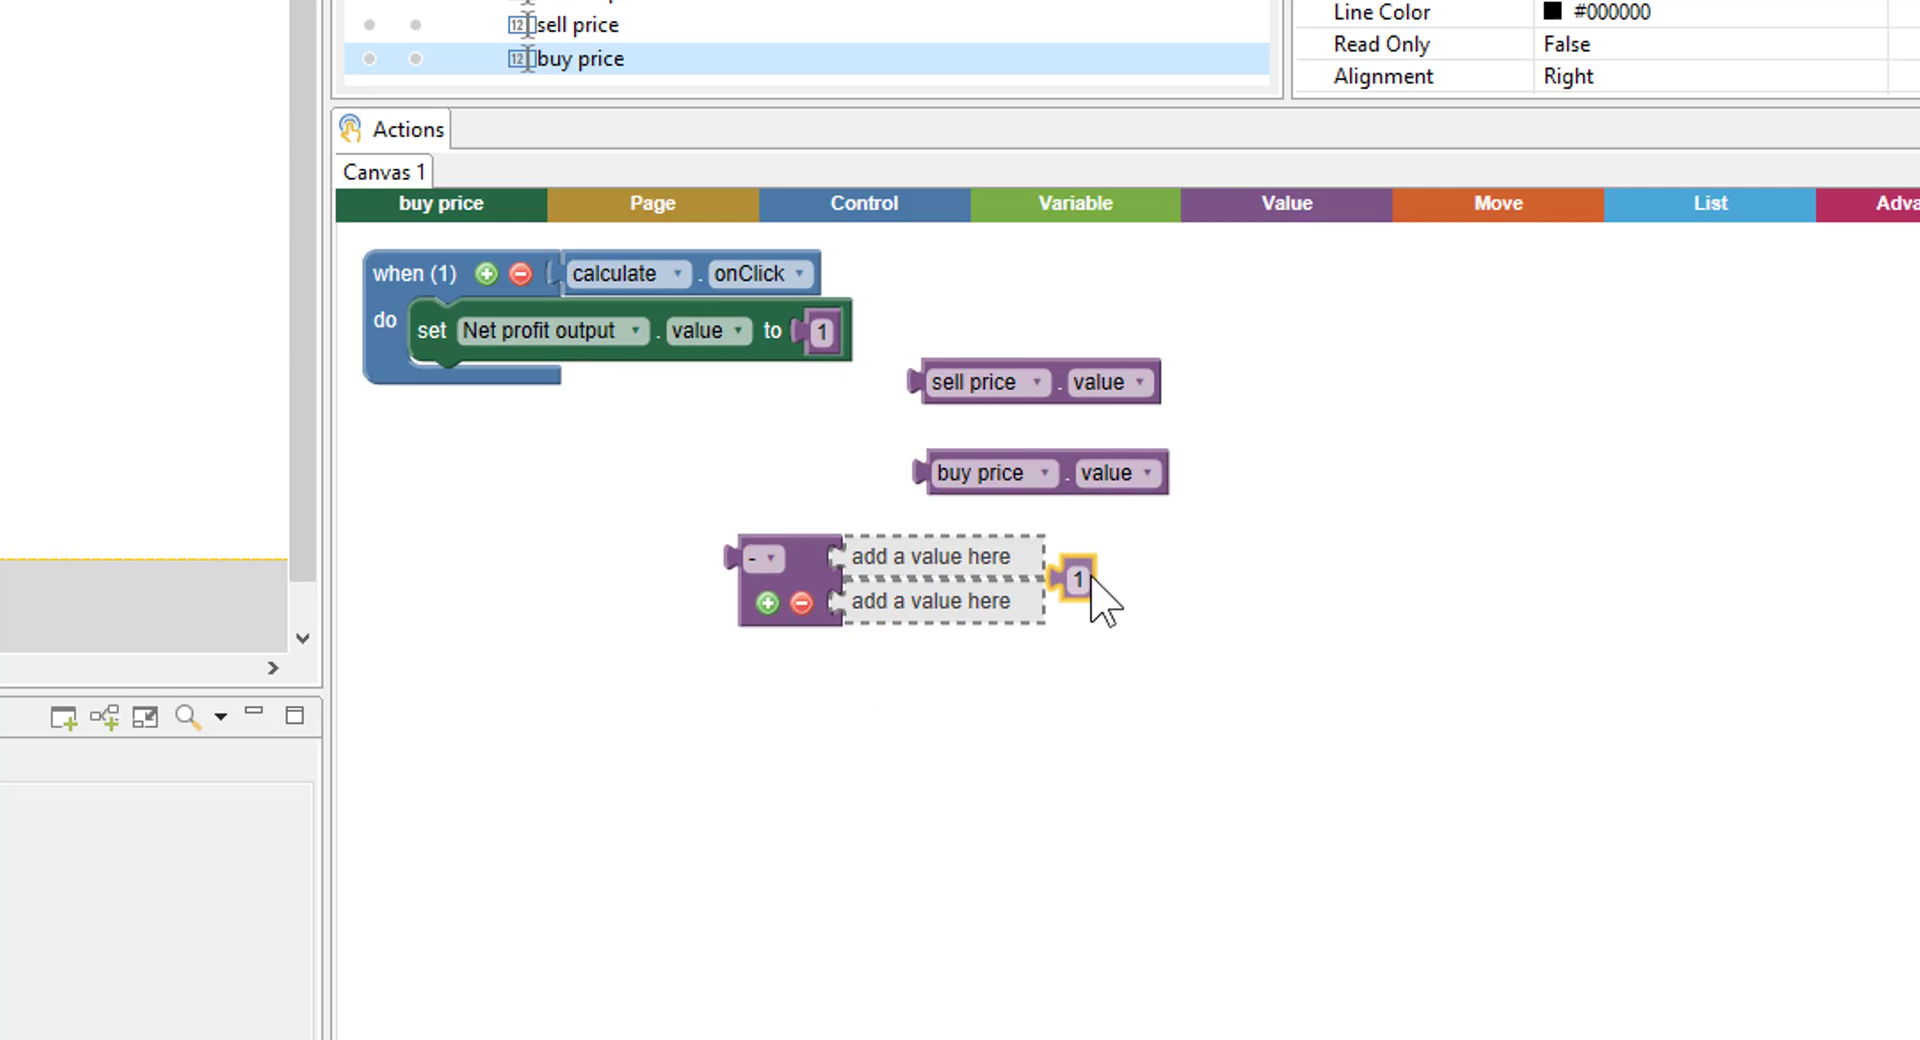 sell price
buy price
Line Color #000000
Read Only False
Alignment Right
Actions
Canvas 1
buy price Page Control Variable Value Move List Adva
when (1) calculate . onClick
do set Net profit output . value to 1
sell price . value
buy price . value
- add a value here
1
add a value here